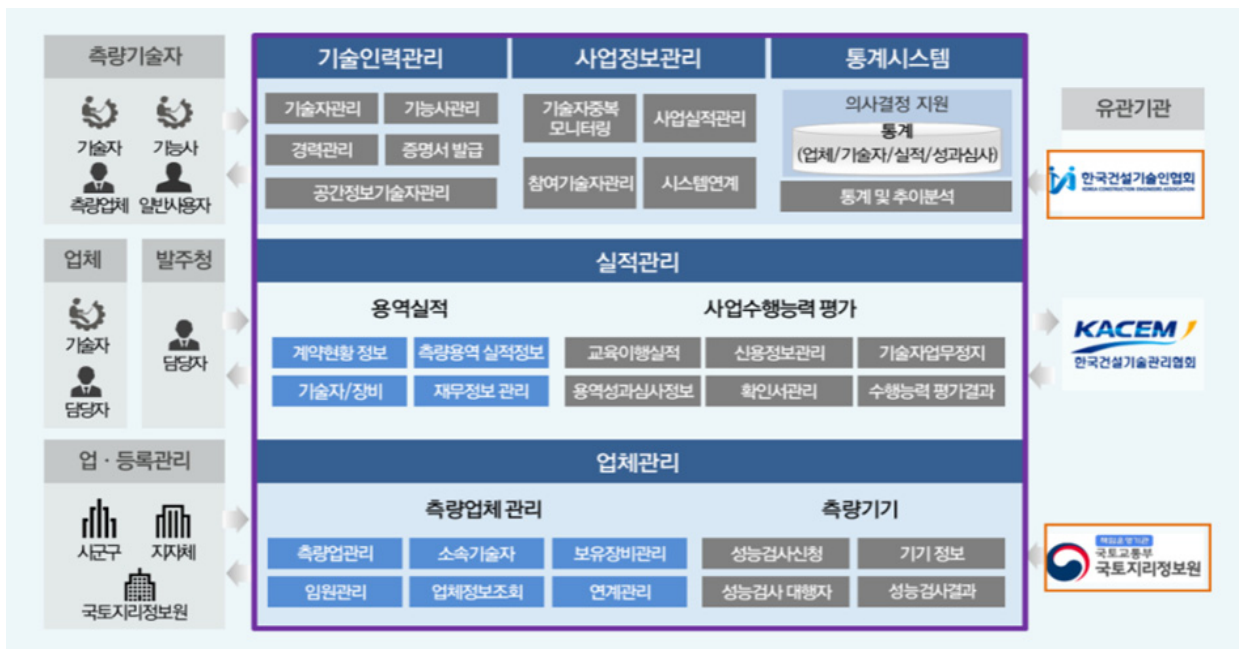 측량기술자
기술자 기능사
측량업체 일반사용자
기술인력관리
기술자관리 기능사관리
경력관리 증명서 발급
공간정보기술자관리
사업정보관리
기술자중복
모니터링
사업실적관리
참여기술자관리 시스템연계
통계시스템
의사결정 지원
통계
(업체/기술자/실적/성과심사)
통계 및 추이분석
유관기관
한국건설기술인협회
KOREA CONSTRUCTION ENGINEERS ASSOCIATION
업체
기술자
담당자
발주청
담당자
실적관리
용역실적
계약현황 정보 측량용역 실적정보
기술자/장비 재무정보 관리
사업수행능력 평가
교육이행실적 신용정보관리 기술자업무정지
용역성과심사정보 확인서관리 수행능력 평가결과
KACEM
한국건설기술관리협회
업 · 등록관리
시군구 지자체
국토지리정보원
업체관리
측량업체 관리
측량업관리 소속기술자 보유장비관리
임원관리 업체정보조회 연계관리
측량기기
성능검사신청 기기 정보
성능검사 대행자 성능검사결과
책임운영기관
국토교통부
국토지리정보원